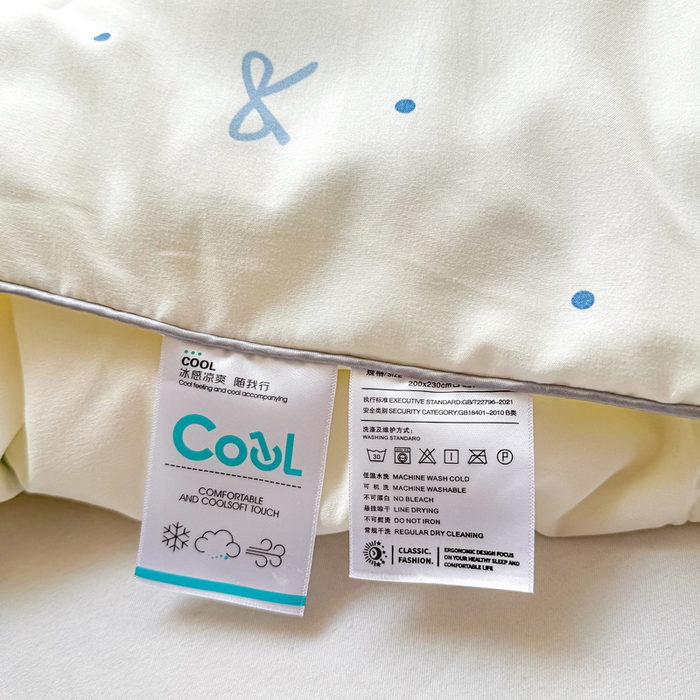 &
COOL
冰感凉爽 随我行
Cool feeling and cool accompanying
COOL
COMFORTABLE
AND COOLSOFT TOUCH
规格/SIZE
200x230cm
执行标准 EXECUTIVE STANDARD:GB/T22796-2021
安全类别 SECURITY CATEGORY:GB18401-2010 B类
洗涤及维护方式:
WASHING STANDARD
30
P
低温水洗 MACHINE WASH COLD
可 机 洗 MACHINE WASHABLE
不可漂白 NO BLEACH
悬挂晾干 LINE DRYING
不可熨烫 DO NOT IRON
常规干洗 REGULAR DRY CLEANING
CLASSIC.
FASHION.
ERGONOMIC DESIGN FOCUS
ON YOUR HEALTHY SLEEP AND
COMFORTABLE LIFE